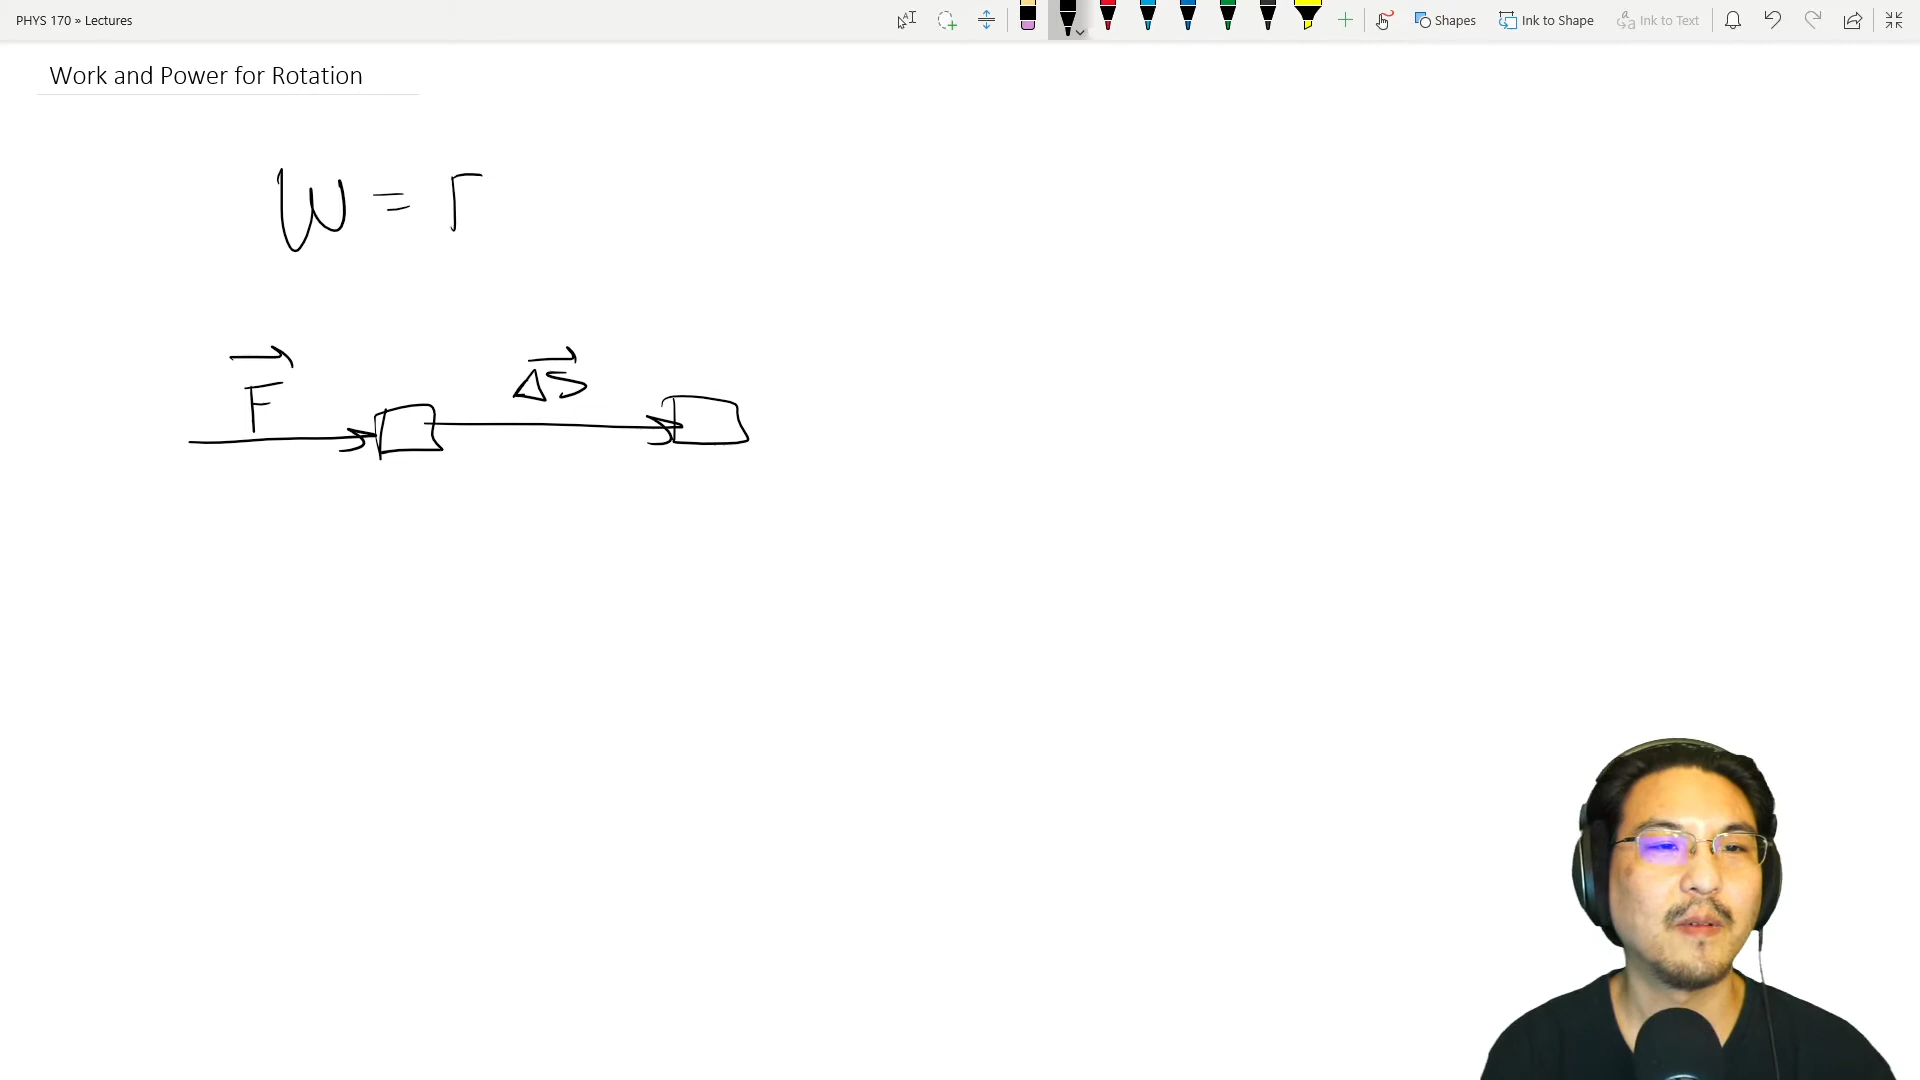 PHYS 170 » Lectures
Shapes
Ink to Shape
Ink to Text
Work and Power for Rotation
W = Γ
F
ΔS